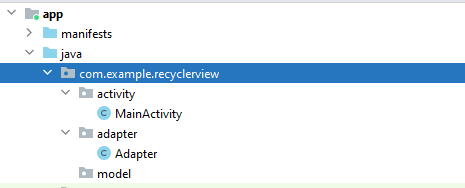 app
manifests
java
com.example.recyclerview
activity
C MainActivity
adapter
C Adapter
model